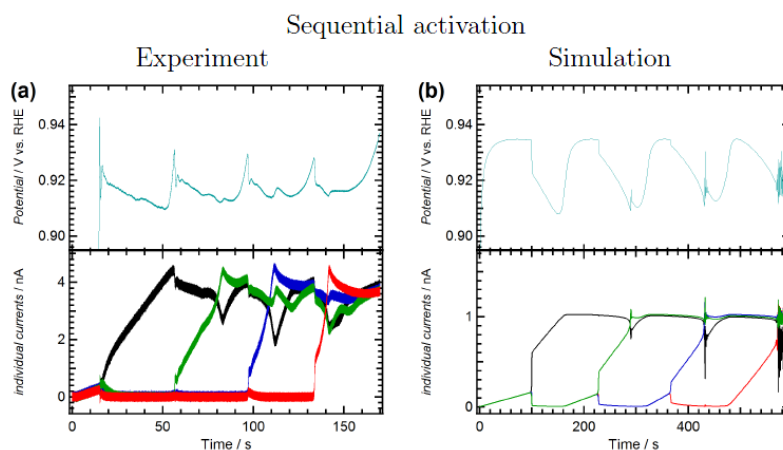 Sequential activation
Experiment
Simulation
(a)
(b)
Potential / V vs. RHE
0.94
0.92
0.90
Potential / V vs. RHE
0.94
0.92
0.90
individual currents / nA
4
2
0
individual currents / nA
1
0
0 50 100 150
Time / s
0 200 400
Time / s